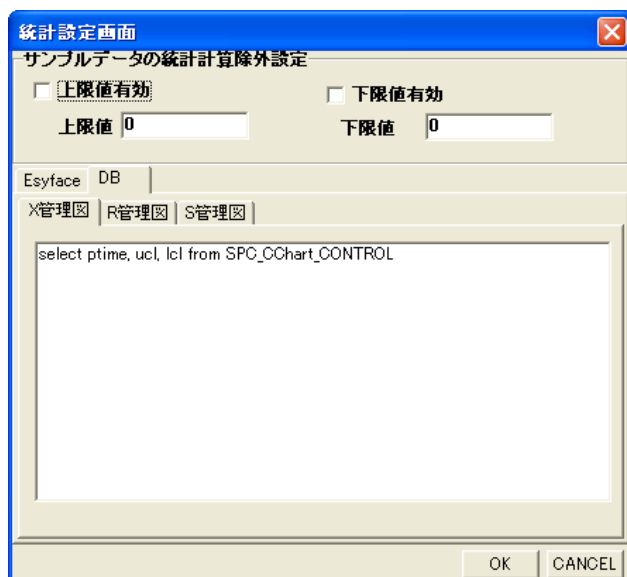 統計設定画面
サンプルデータの統計計算除外設定
上限値有効 下限値有効
上限値 0 下限値 0
Esyface DB
X管理図 R管理図 S管理図
select ptime, ucl, lcl from SPC_CChart_CONTROL
OK CANCEL